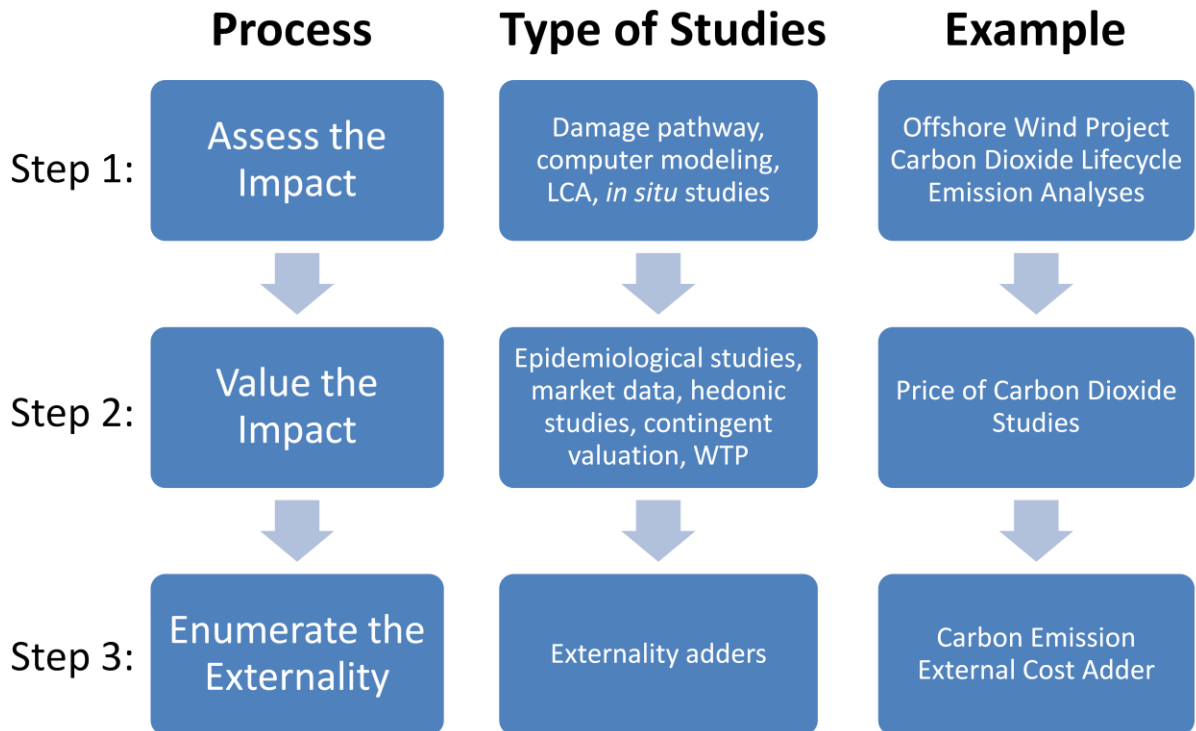 Process
Type of Studies
Example
Step 1:
Assess the
Impact
Damage pathway,
computer modeling,
LCA, in situ studies
Offshore Wind Project
Carbon Dioxide Lifecycle
Emission Analyses
Step 2:
Value the
Impact
Epidemiological studies,
market data, hedonic
studies, contingent
valuation, WTP
Price of Carbon Dioxide
Studies
Step 3:
Enumerate the
Externality
Externality adders
Carbon Emission
External Cost Adder